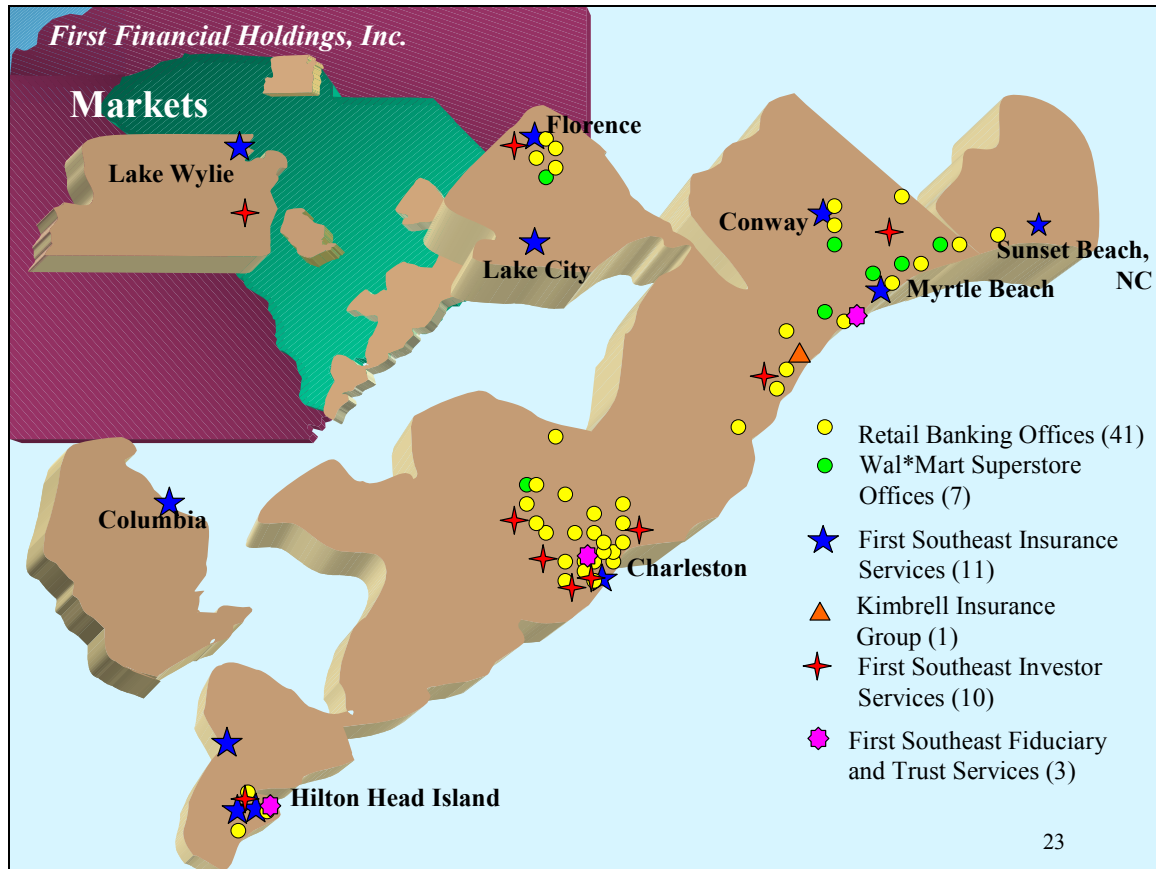 First Financial Holdings, Inc.
Markets
Florence
Lake Wylie
Conway
Lake City
Sunset Beach,
NC
Myrtle Beach
Retail Banking Offices (41)
Wal*Mart Superstore
Offices (7)
Columbia
First Southeast Insurance
Services (11)
Charleston
Kimbrell Insurance
Group (1)
First Southeast Investor
Services (10)
First Southeast Fiduciary
and Trust Services (3)
Hilton Head Island
23